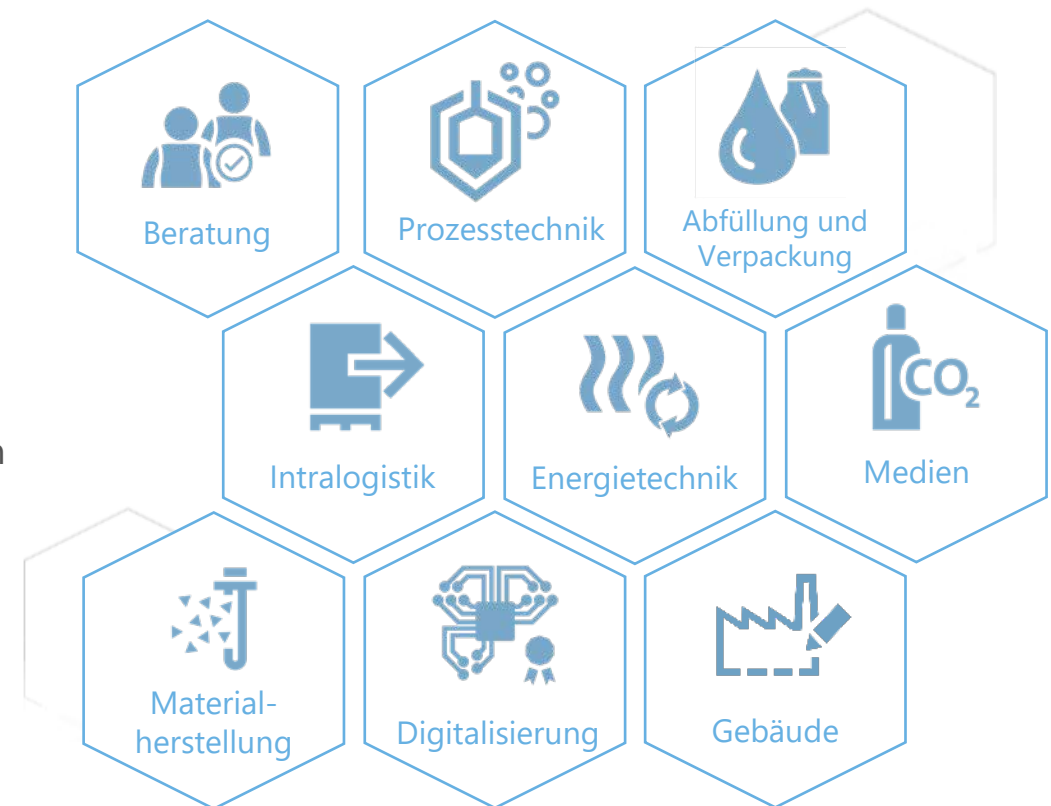 Beratung
Prozesstechnik
Abfüllung und
Verpackung
Intralogistik
Energietechnik
CO₂
Medien
Material-
herstellung
Digitalisierung
Gebäude